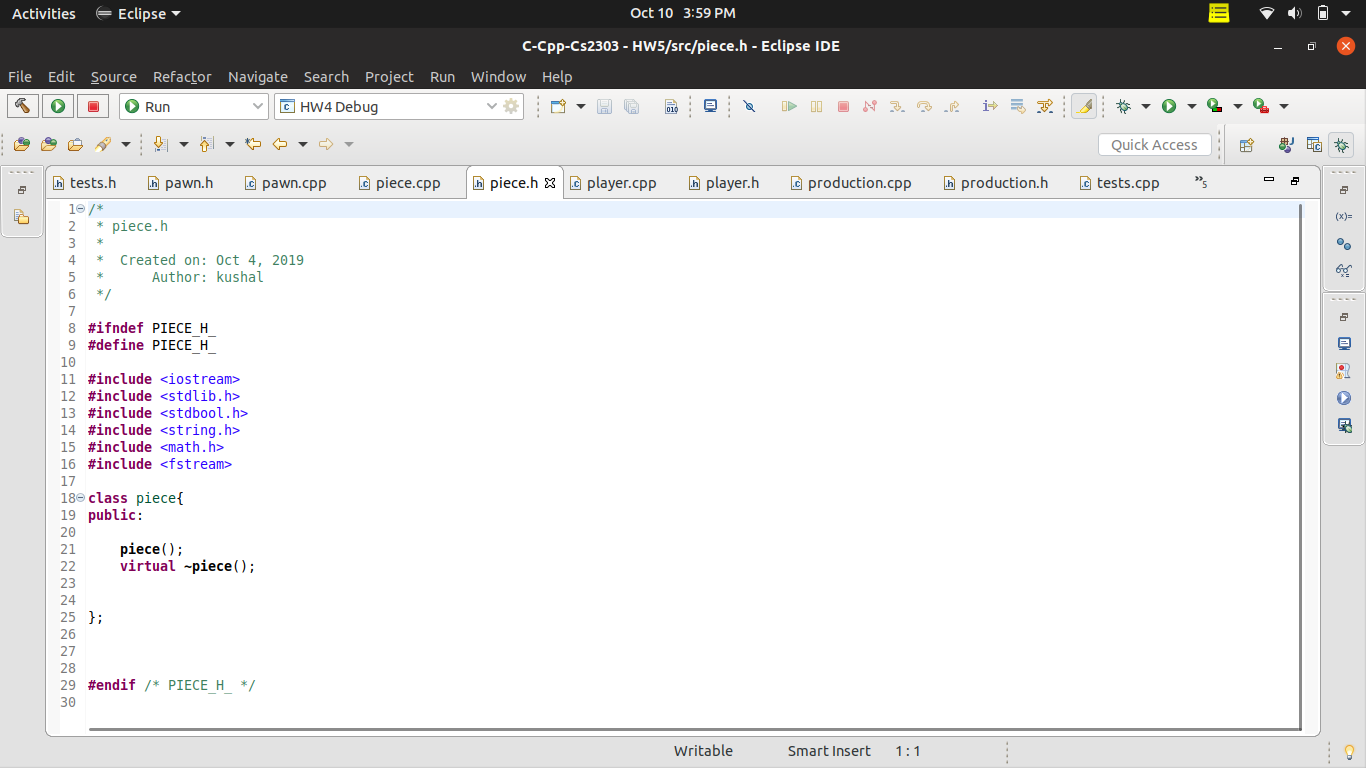 Activities Eclipse Oct 10 3:59 PM
C-Cpp-Cs2303 - HW5/src/piece.h - Eclipse IDE
File Edit Source Refactor Navigate Search Project Run Window Help
Run HW4 Debug
Quick Access
tests.h pawn.h pawn.cpp piece.cpp piece.h player.cpp player.h production.cpp production.h tests.cpp »5
1 /*
2  * piece.h
3  *
4  *  Created on: Oct 4, 2019
5  *      Author: kushal
6  */
7
8 #ifndef PIECE_H_
9 #define PIECE_H_
10
11 #include <iostream>
12 #include <stdlib.h>
13 #include <stdbool.h>
14 #include <string.h>
15 #include <math.h>
16 #include <fstream>
17
18 class piece{
19 public:
20
21     piece();
22     virtual ~piece();
23
24
25 };
26
27
28
29 #endif /* PIECE_H_ */
30
Writable Smart Insert 1 : 1